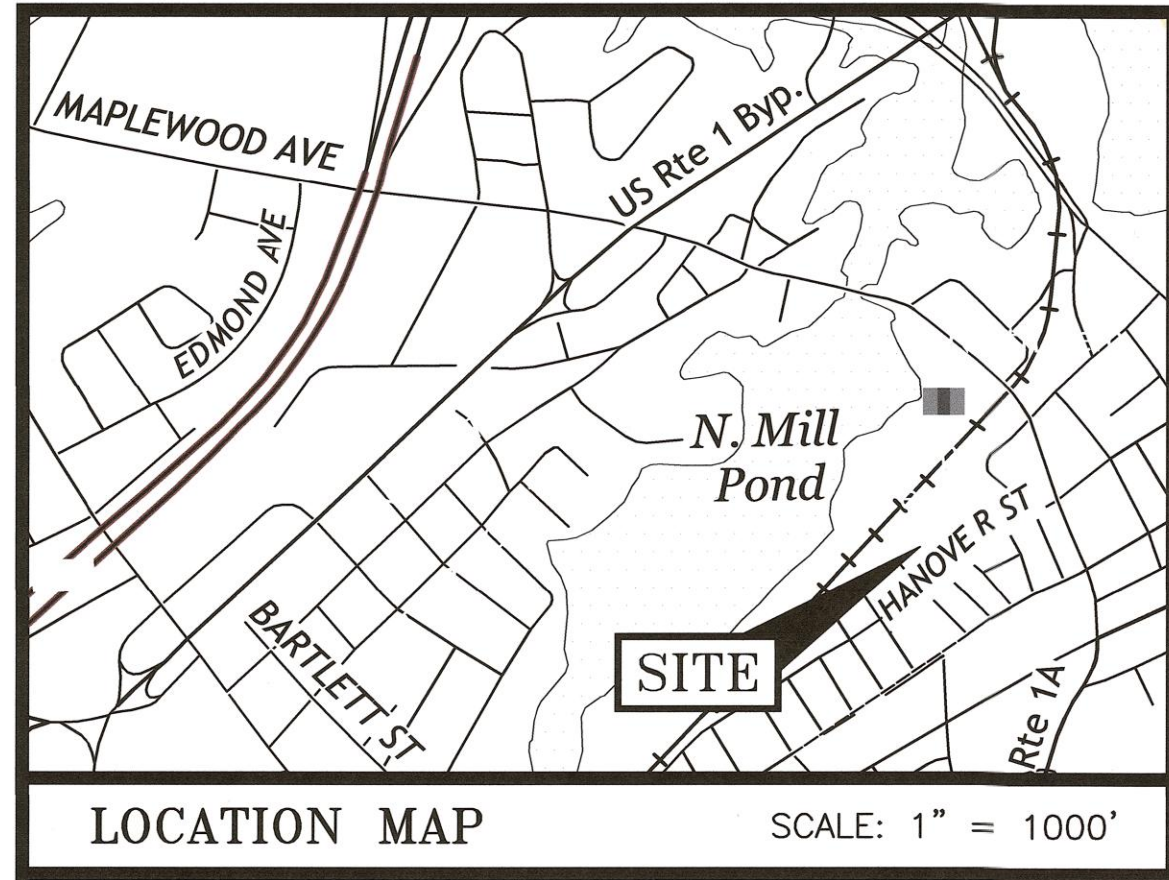 MAPLEWOOD AVE
US Rte 1 Byp.
EDMOND AVE
N. Mill
Pond
HANOVE R ST
BARTLETT ST
SITE
Rte 1A
LOCATION MAP
SCALE: 1" = 1000'